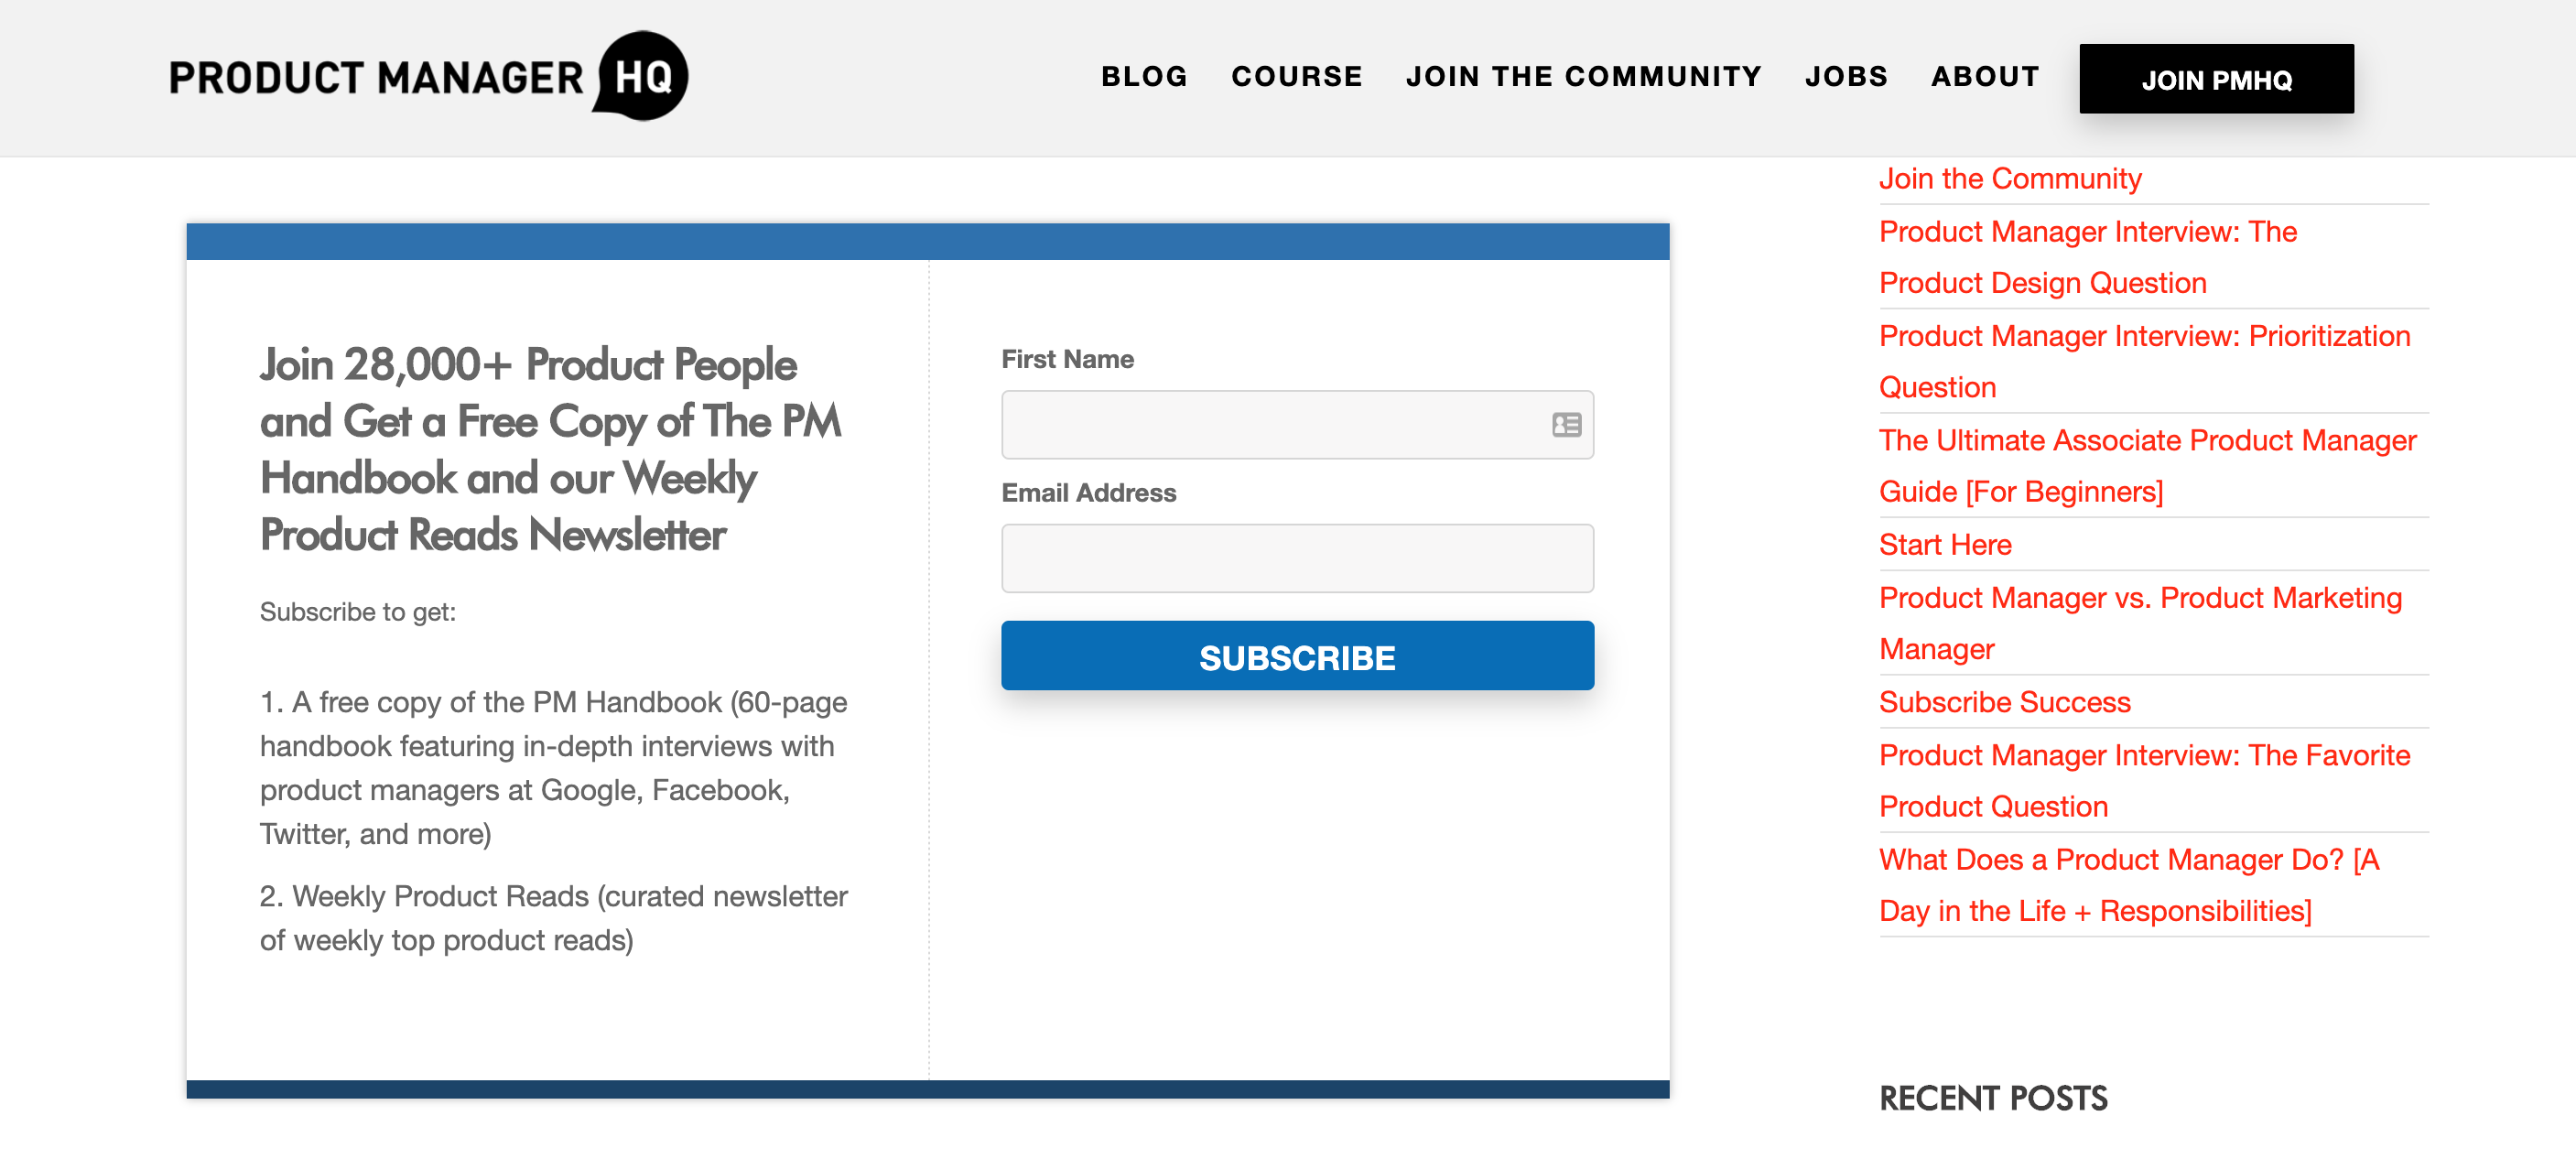 PRODUCT MANAGER HQ
BLOG COURSE JOIN THE COMMUNITY JOBS ABOUT JOIN PMHQ
Join 28,000+ Product People
and Get a Free Copy of The PM
Handbook and our Weekly
Product Reads Newsletter
Subscribe to get:
1. A free copy of the PM Handbook (60-page
handbook featuring in-depth interviews with
product managers at Google, Facebook,
Twitter, and more)
2. Weekly Product Reads (curated newsletter
of weekly top product reads)
First Name
Email Address
SUBSCRIBE
Join the Community
Product Manager Interview: The
Product Design Question
Product Manager Interview: Prioritization
Question
The Ultimate Associate Product Manager
Guide [For Beginners]
Start Here
Product Manager vs. Product Marketing
Manager
Subscribe Success
Product Manager Interview: The Favorite
Product Question
What Does a Product Manager Do? [A
Day in the Life + Responsibilities]
RECENT POSTS